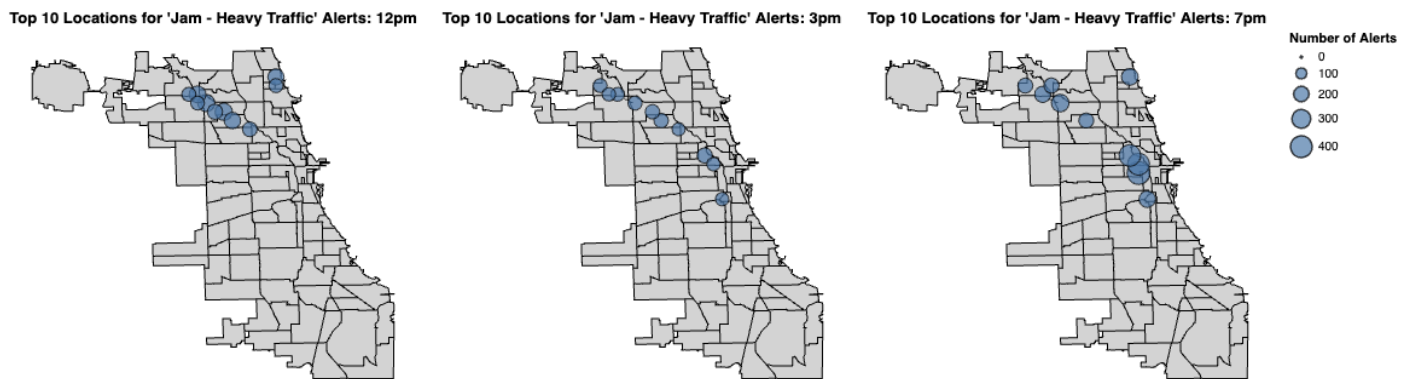 Top 10 Locations for 'Jam - Heavy Traffic' Alerts: 12pm
Top 10 Locations for 'Jam - Heavy Traffic' Alerts: 3pm
Top 10 Locations for 'Jam - Heavy Traffic' Alerts: 7pm
Number of Alerts
0
100
200
300
400